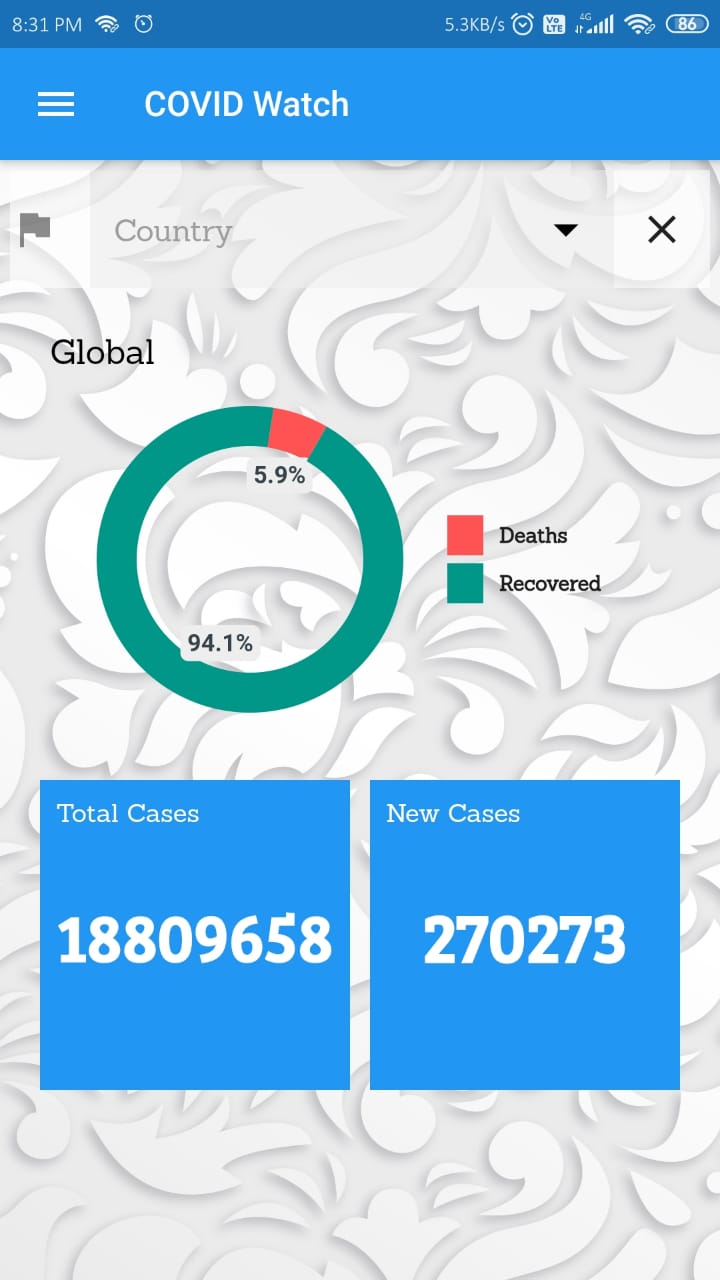 8:31 PM 5.3KB/s Vo LTE 4G 86
COVID Watch
Country
Global
5.9%
94.1%
Deaths
Recovered
Total Cases
18809658
New Cases
270273